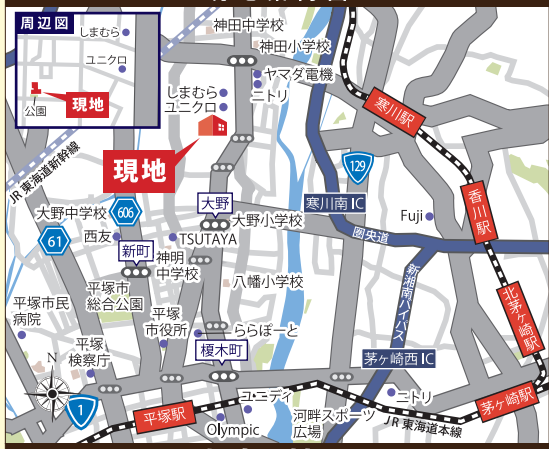 周辺図
しまむら
ユニクロ
公園
現地
神田中学校
神田小学校
ヤマダ電機
ニトリ
しまむら
ユニクロ
現地
JR 東海道新幹線
寒川駅
129
香川駅
大野中学校
606
大野
大野小学校
寒川南 IC
Fuji
61
西友
新町
TSUTAYA
神明
中学校
圏央道
新湘南バイパス
北茅ヶ崎駅
平塚市
総合公園
八幡小学校
平塚市民
病院
平塚
市役所
ららぽーと
平塚
検察庁
榎木町
茅ヶ崎西 IC
N
1
平塚駅
ユニディ
Olympic
河畔スポーツ
広場
ニトリ
茅ヶ崎駅
JR 東海道本線